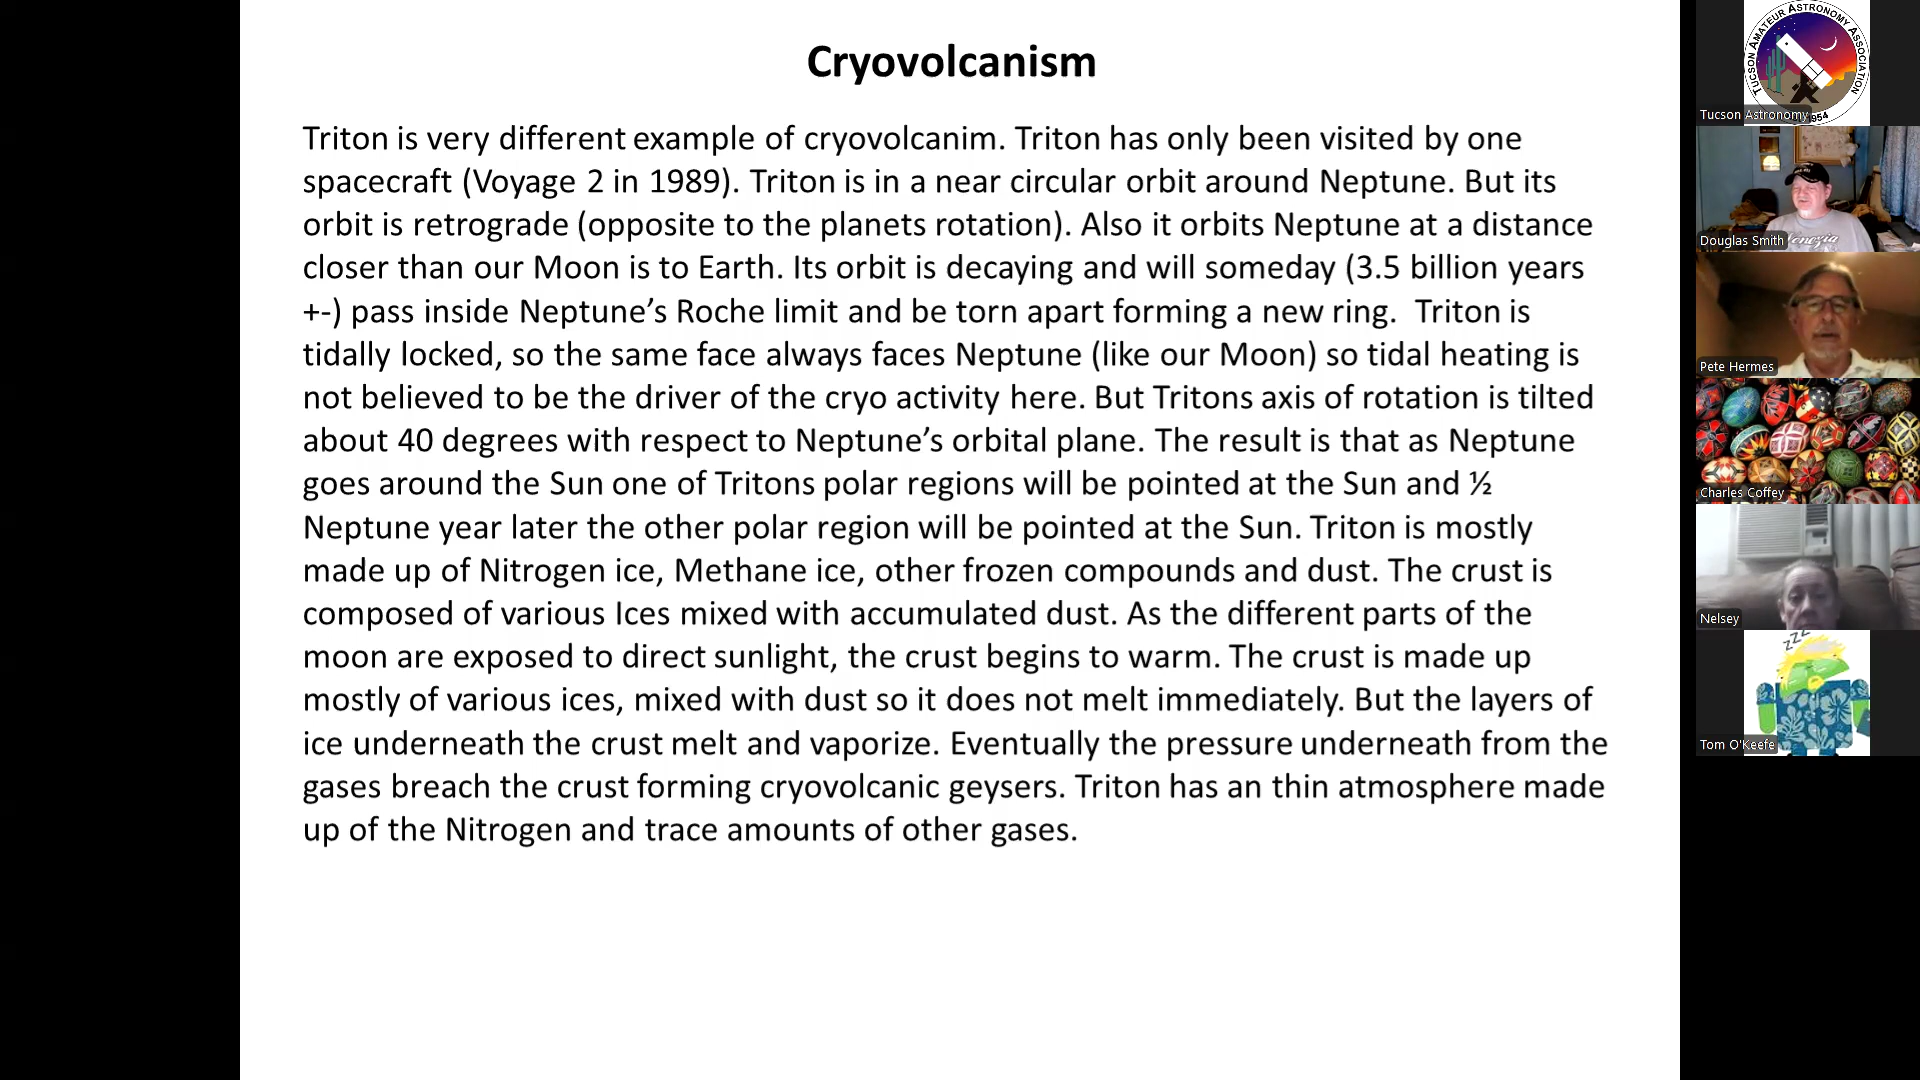 Cryovolcanism
Triton is very different example of cryovolcanim. Triton has only been visited by one
spacecraft (Voyage 2 in 1989). Triton is in a near circular orbit around Neptune. But its
orbit is retrograde (opposite to the planets rotation). Also it orbits Neptune at a distance
closer than our Moon is to Earth. Its orbit is decaying and will someday (3.5 billion years
+-) pass inside Neptune’s Roche limit and be torn apart forming a new ring.  Triton is
tidally locked, so the same face always faces Neptune (like our Moon) so tidal heating is
not believed to be the driver of the cryo activity here. But Tritons axis of rotation is tilted
about 40 degrees with respect to Neptune’s orbital plane. The result is that as Neptune
goes around the Sun one of Tritons polar regions will be pointed at the Sun and ½
Neptune year later the other polar region will be pointed at the Sun. Triton is mostly
made up of Nitrogen ice, Methane ice, other frozen compounds and dust. The crust is
composed of various Ices mixed with accumulated dust. As the different parts of the
moon are exposed to direct sunlight, the crust begins to warm. The crust is made up
mostly of various ices, mixed with dust so it does not melt immediately. But the layers of
ice underneath the crust melt and vaporize. Eventually the pressure underneath from the
gases breach the crust forming cryovolcanic geysers. Triton has an thin atmosphere made
up of the Nitrogen and trace amounts of other gases.
TUCSON AMATEUR ASTRONOMY ASSOCIATION
Tucson Astronomy
Venezia
Douglas Smith
Pete Hermes
Charles Coffey
Nelsey
zzz
Tom O'Keefe